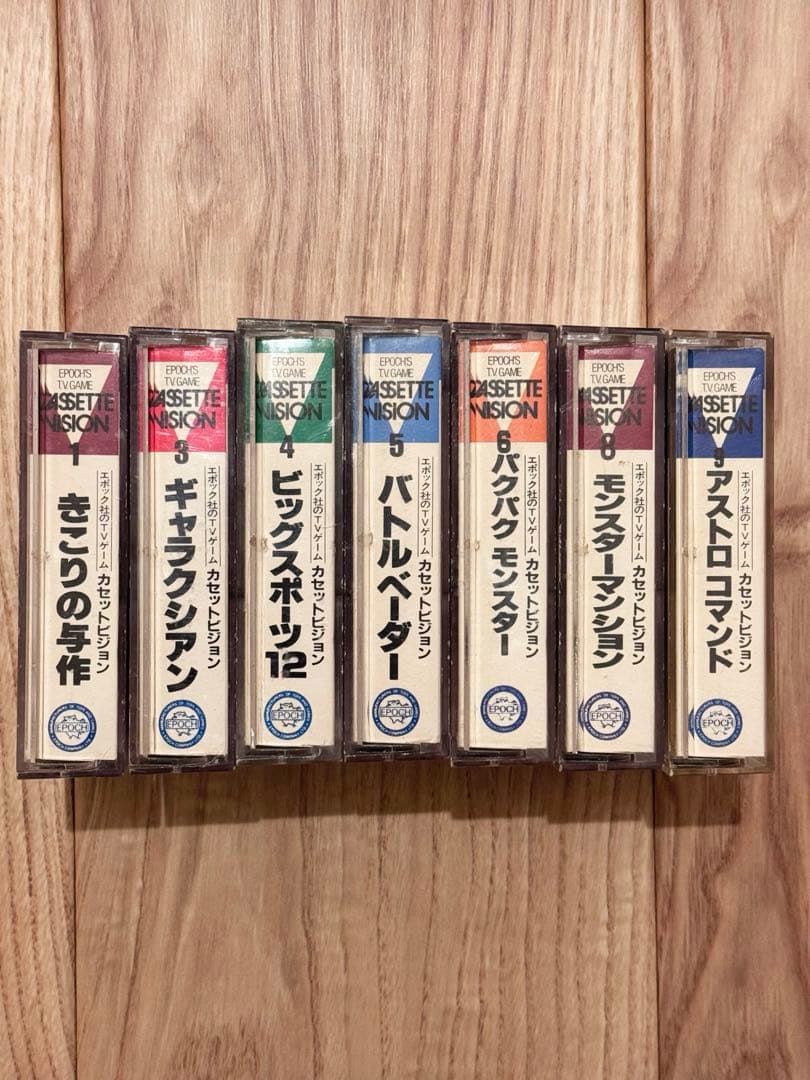 EPOCH'S
T.V.GAME
CASSETTE
VISION
1
きこりの与作
エポック社のTVゲーム
カセットビジョン
EPOCH
EPOCH'S
T.V.GAME
CASSETTE
VISION
3
ギャラクシアン
エポック社のTVゲーム
カセットビジョン
EPOCH
EPOCH'S
T.V.GAME
CASSETTE
VISION
4
ビッグスポーツ12
エポック社のTVゲーム
カセットビジョン
EPOCH
EPOCH'S
T.V.GAME
CASSETTE
VISION
5
バトルベーダー
エポック社のTVゲーム
カセットビジョン
EPOCH
EPOCH'S
T.V.GAME
CASSETTE
VISION
6
パクパク モンスター
エポック社のTVゲーム
カセットビジョン
EPOCH
EPOCH'S
T.V.GAME
CASSETTE
VISION
8
モンスターマンション
エポック社のTVゲーム
カセットビジョン
EPOCH
EPOCH'S
T.V.GAME
CASSETTE
VISION
9
アストロ コマンド
エポック社のTVゲーム
カセットビジョン
EPOCH